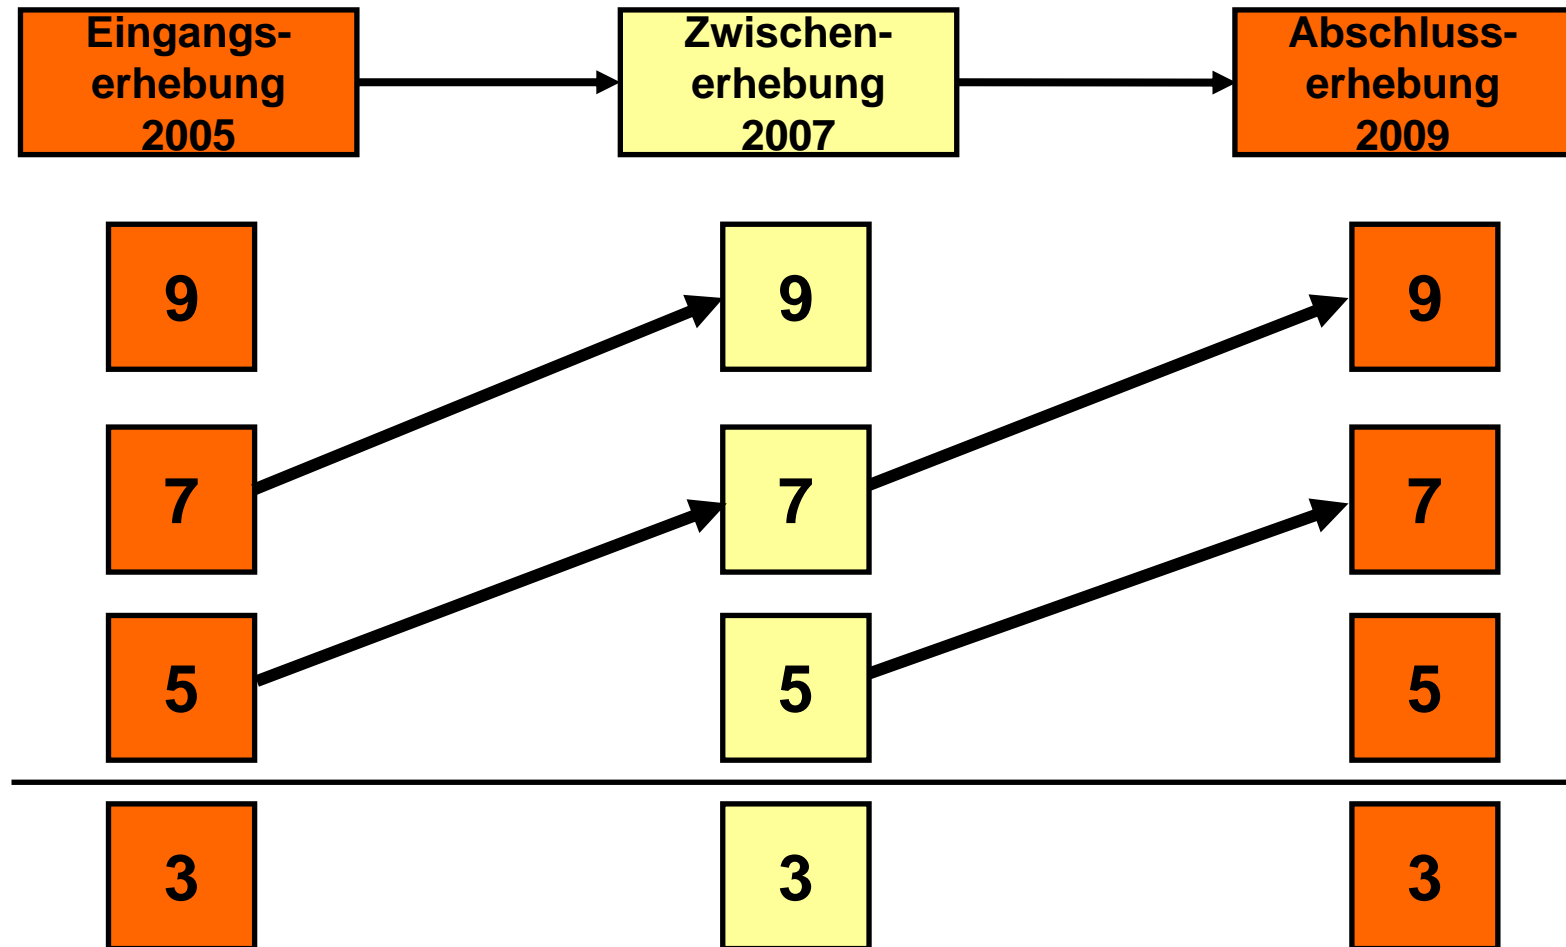 Eingangs-
erhebung
2005
Zwischen-
erhebung
2007
Abschluss-
erhebung
2009
9 9 9
7 7 7
5 5 5
3 3 3